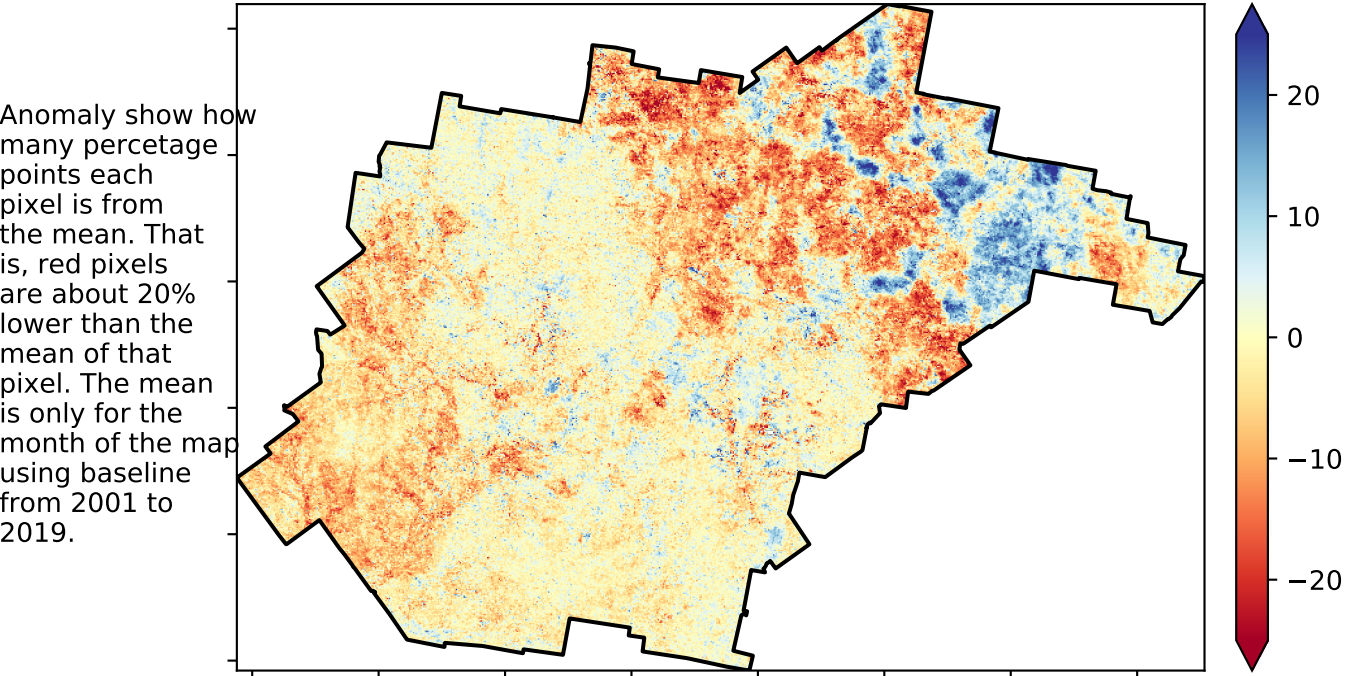 Anomaly show how
many percetage
points each
pixel is from
the mean. That
is, red pixels
are about 20%
lower than the
mean of that
pixel. The mean
is only for the
month of the map
using baseline
from 2001 to
2019.
20
10
0
−10
−20